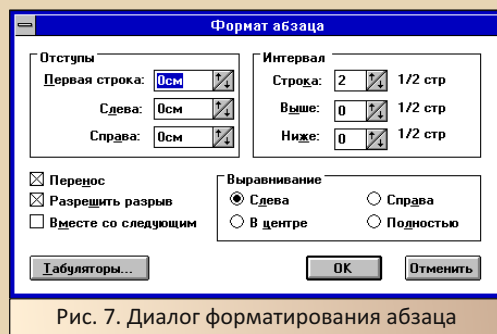 Формат абзаца
Отступы
Первая строка: 0см
Слева: 0см
Справа: 0см
Интервал
Строка: 2 1/2 стр
Выше: 0 1/2 стр
Ниже: 0 1/2 стр
Перенос
Разрешить разрыв
Вместе со следующим
Выравнивание
Слева Справа
В центре Полностью
Табуляторы... OK Отменить
Рис. 7. Диалог форматирования абзаца